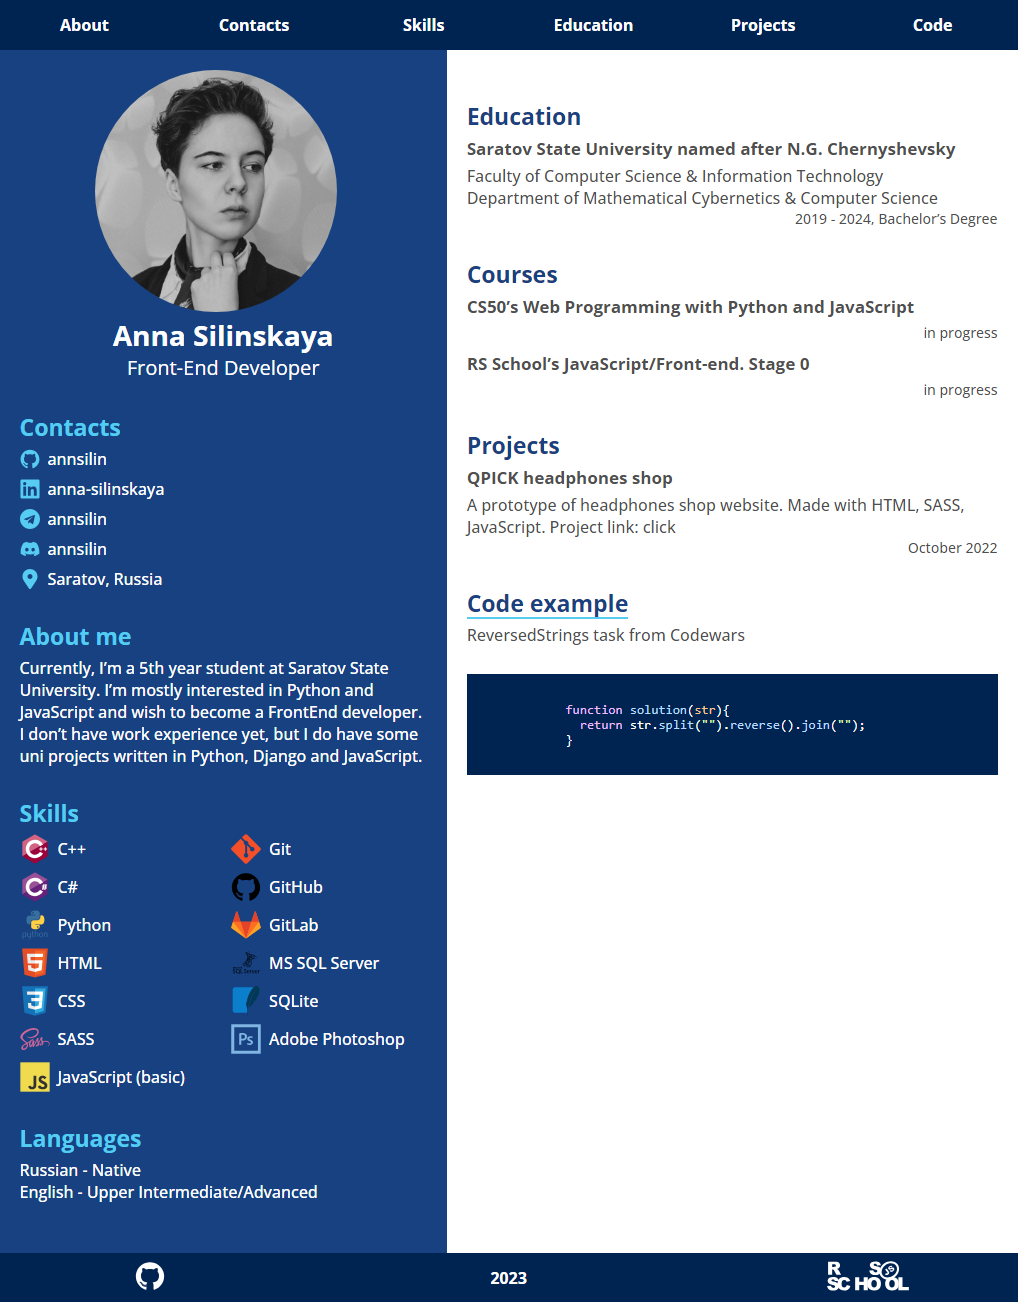 About Contacts Skills Education Projects Code
Anna Silinskaya
Front-End Developer
Contacts
annsilin
anna-silinskaya
annsilin
annsilin
Saratov, Russia
About me
Currently, I’m a 5th year student at Saratov State
University. I’m mostly interested in Python and
JavaScript and wish to become a FrontEnd developer.
I don’t have work experience yet, but I do have some
uni projects written in Python, Django and JavaScript.
Skills
C++
C#
Python
HTML
CSS
SASS
JavaScript (basic)
Git
GitHub
GitLab
MS SQL Server
SQLite
Adobe Photoshop
Languages
Russian - Native
English - Upper Intermediate/Advanced
Education
Saratov State University named after N.G. Chernyshevsky
Faculty of Computer Science & Information Technology
Department of Mathematical Cybernetics & Computer Science
2019 - 2024, Bachelor’s Degree
Courses
CS50’s Web Programming with Python and JavaScript
in progress
RS School’s JavaScript/Front-end. Stage 0
in progress
Projects
QPICK headphones shop
A prototype of headphones shop website. Made with HTML, SASS,
JavaScript. Project link: click
October 2022
Code example
ReversedStrings task from Codewars
function solution(str){
return str.split("").reverse().join("");
}
2023
R S
SCHOOL
JS